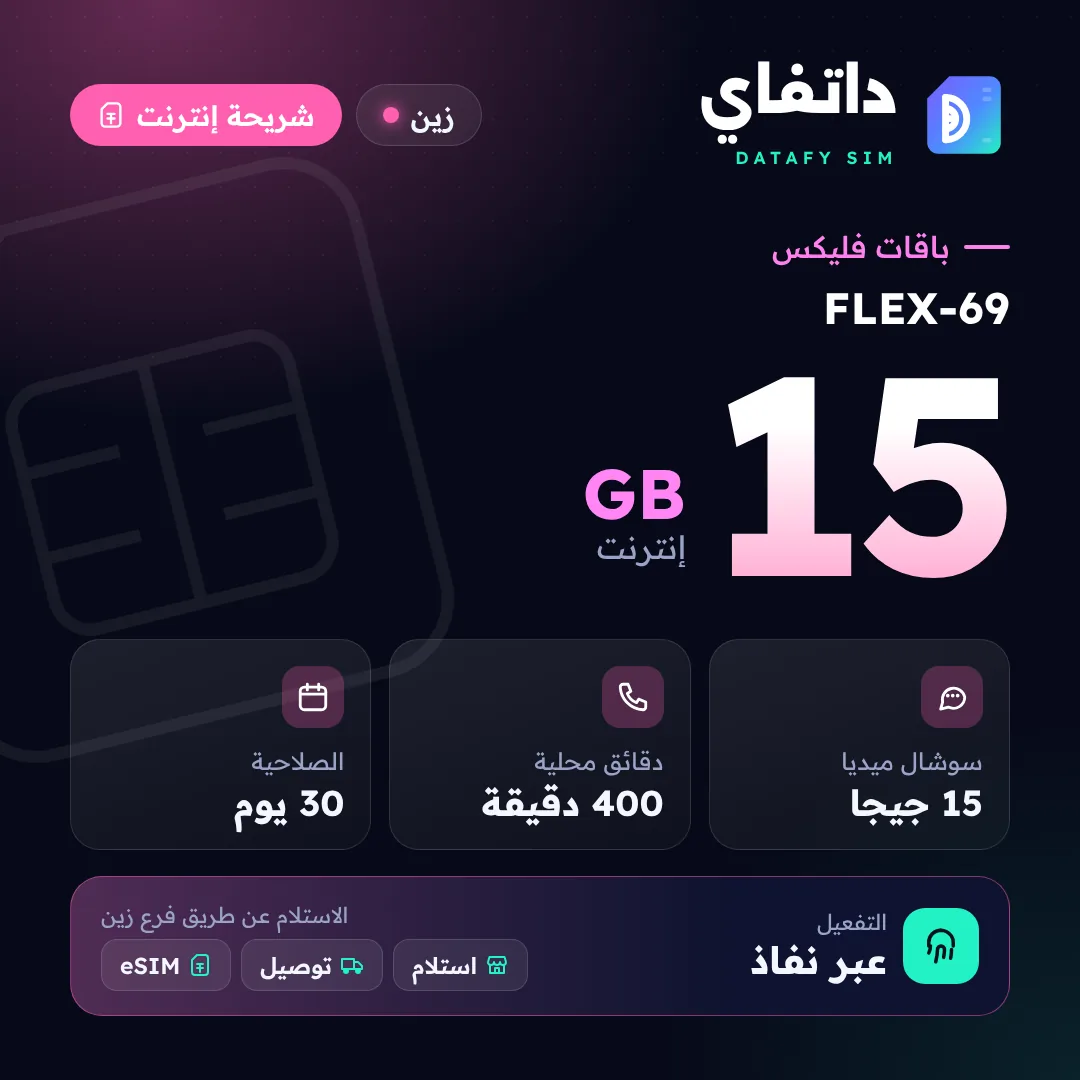 داتفاي
DATAFY SIM
زين
شريحة إنترنت
باقات فليكس
FLEX-69
15
GB
إنترنت
سوشال ميديا
15 جيجا
دقائق محلية
400 دقيقة
الصلاحية
30 يوم
التفعيل
عبر نفاذ
الاستلام عن طريق فرع زين
استلام
توصيل
eSIM